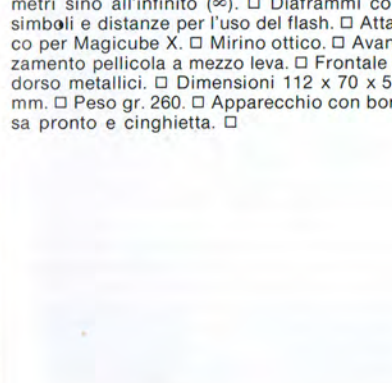 metri sino all'infinito (∞). □ Diaframmi co
simboli e distanze per l'uso del flash. □ Atta
co per Magicube X. □ Mirino ottico. □ Avan
zamento pellicola a mezzo leva. □ Frontale
dorso metallici. □ Dimensioni 112 x 70 x 5
mm. □ Peso gr. 260. □ Apparecchio con bor
sa pronto e cinghietta. □